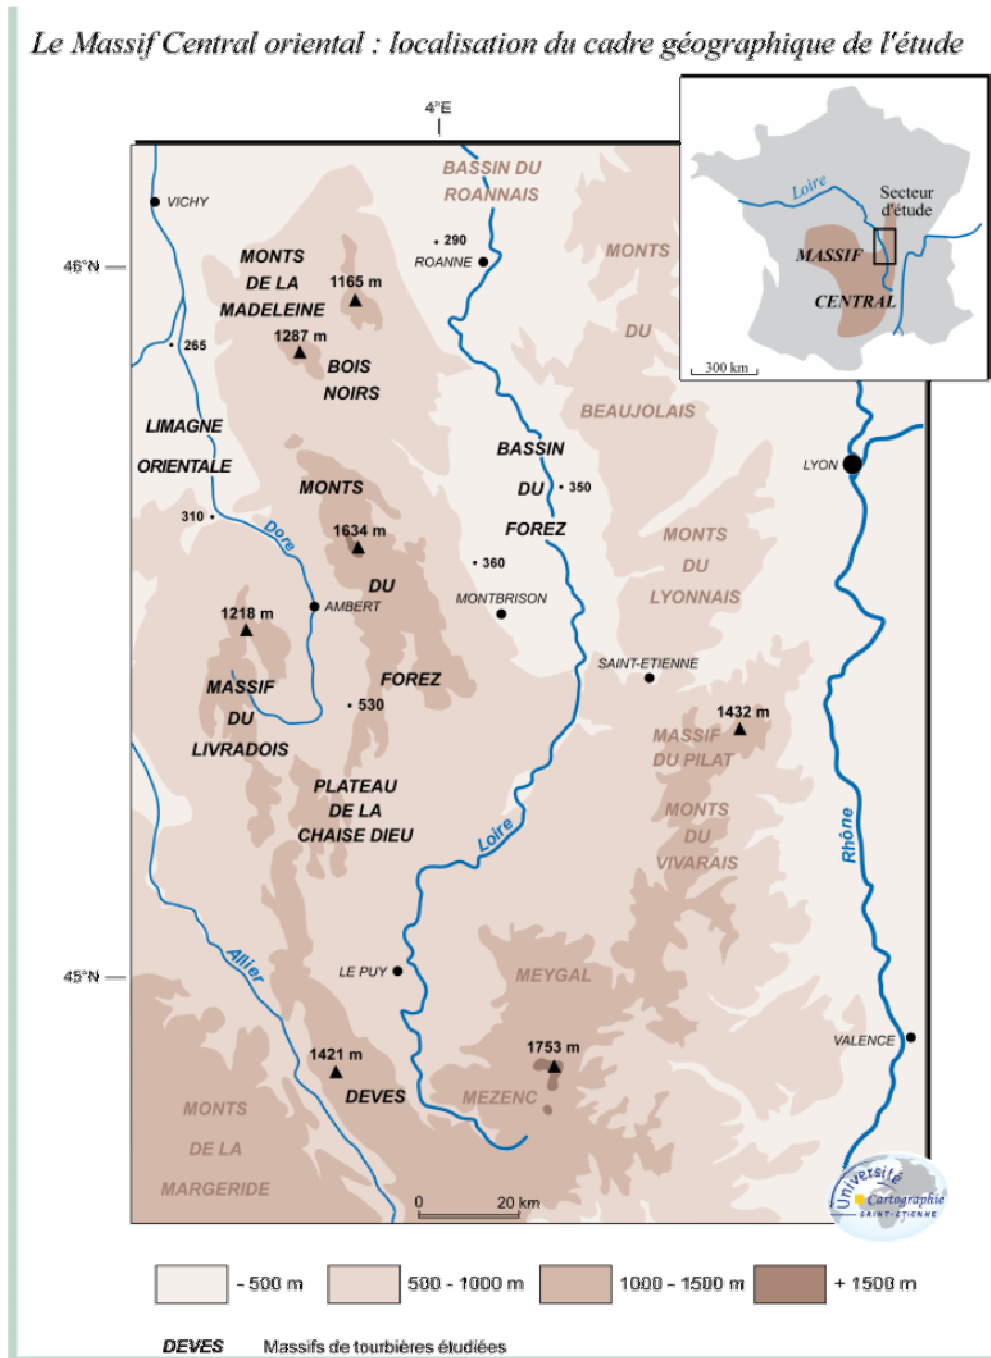 Le Massif Central oriental : localisation du cadre géographique de l'étude
4°E
BASSIN DU
ROANNAIS
VICHY
290
ROANNE
46°N
MONTS
DE LA
MADELEINE
1165 m
1287 m
BOIS
NOIRS
265
MONTS
DU
BEAUJOLAIS
Loire
Secteur
d'étude
MASSIF
CENTRAL
300 km
LIMAGNE
ORIENTALE
BASSIN
DU
350
FOREZ
LYON
MONTS
310
Dore
1634 m
DU
360
MONTBRISON
MONTS
DU
LYONNAIS
1218 m
AMBERT
FOREZ
SAINT-ETIENNE
MASSIF
DU
LIVRADOIS
530
1432 m
MASSIF
DU PILAT
PLATEAU
DE LA
CHAISE DIEU
MONTS
DU
VIVARAIS
Loire
Rhône
Allier
45°N
LE PUY
MEYGAL
1421 m
DEVES
1753 m
MEZENC
VALENCE
MONTS
DE LA
MARGERIDE
0 20 km
Université
Cartographie
SAINT-ETIENNE
- 500 m
500 - 1000 m
1000 - 1500 m
+ 1500 m
DEVES Massifs de tourbières étudiées